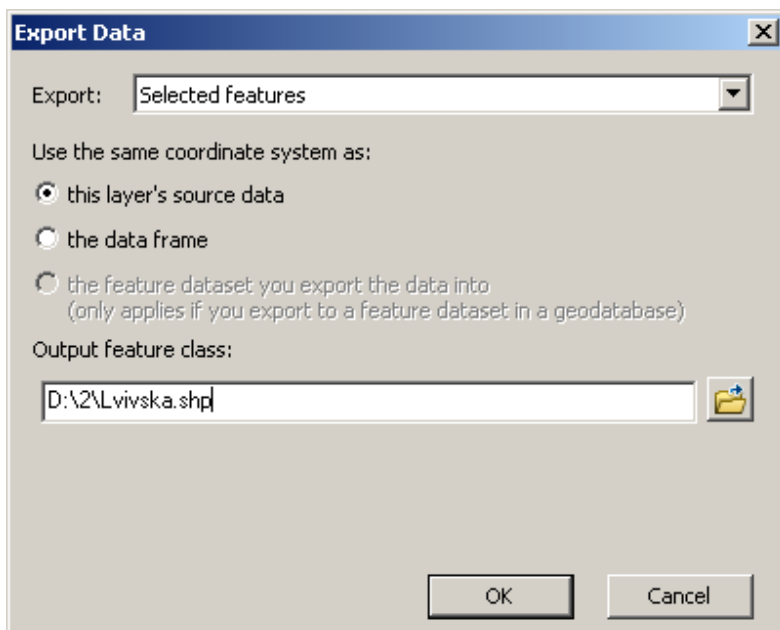 Export Data
Export: Selected features
Use the same coordinate system as:
this layer's source data
the data frame
the feature dataset you export the data into
(only applies if you export to a feature dataset in a geodatabase)
Output feature class:
D:\2\Lvivska.shp
OK Cancel